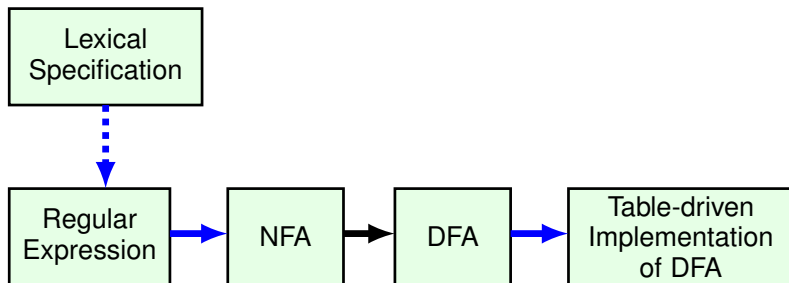 Lexical
Specification
Regular
Expression
NFA
DFA
Table-driven
Implementation
of DFA